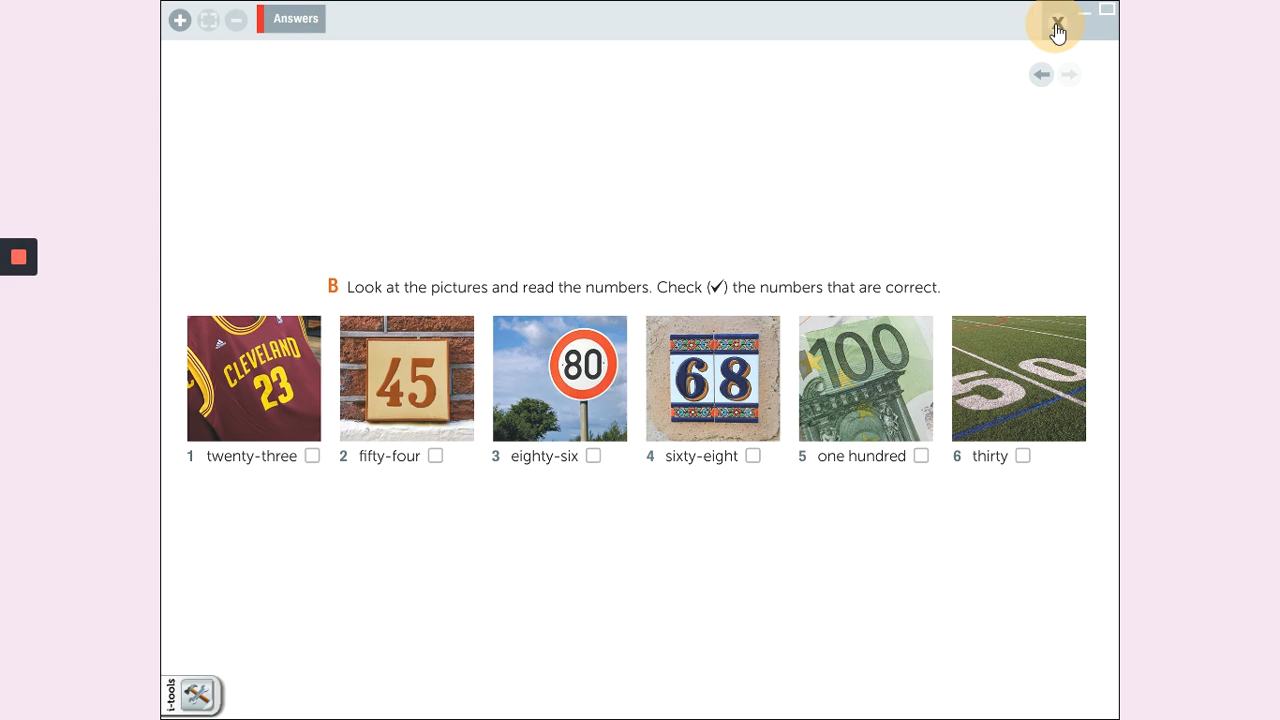 Answers
X
B Look at the pictures and read the numbers. Check (✓) the numbers that are correct.
CLEVELAND
23
45
80
68
100
50
1 twenty-three
2 fifty-four
3 eighty-six
4 sixty-eight
5 one hundred
6 thirty
i-tools